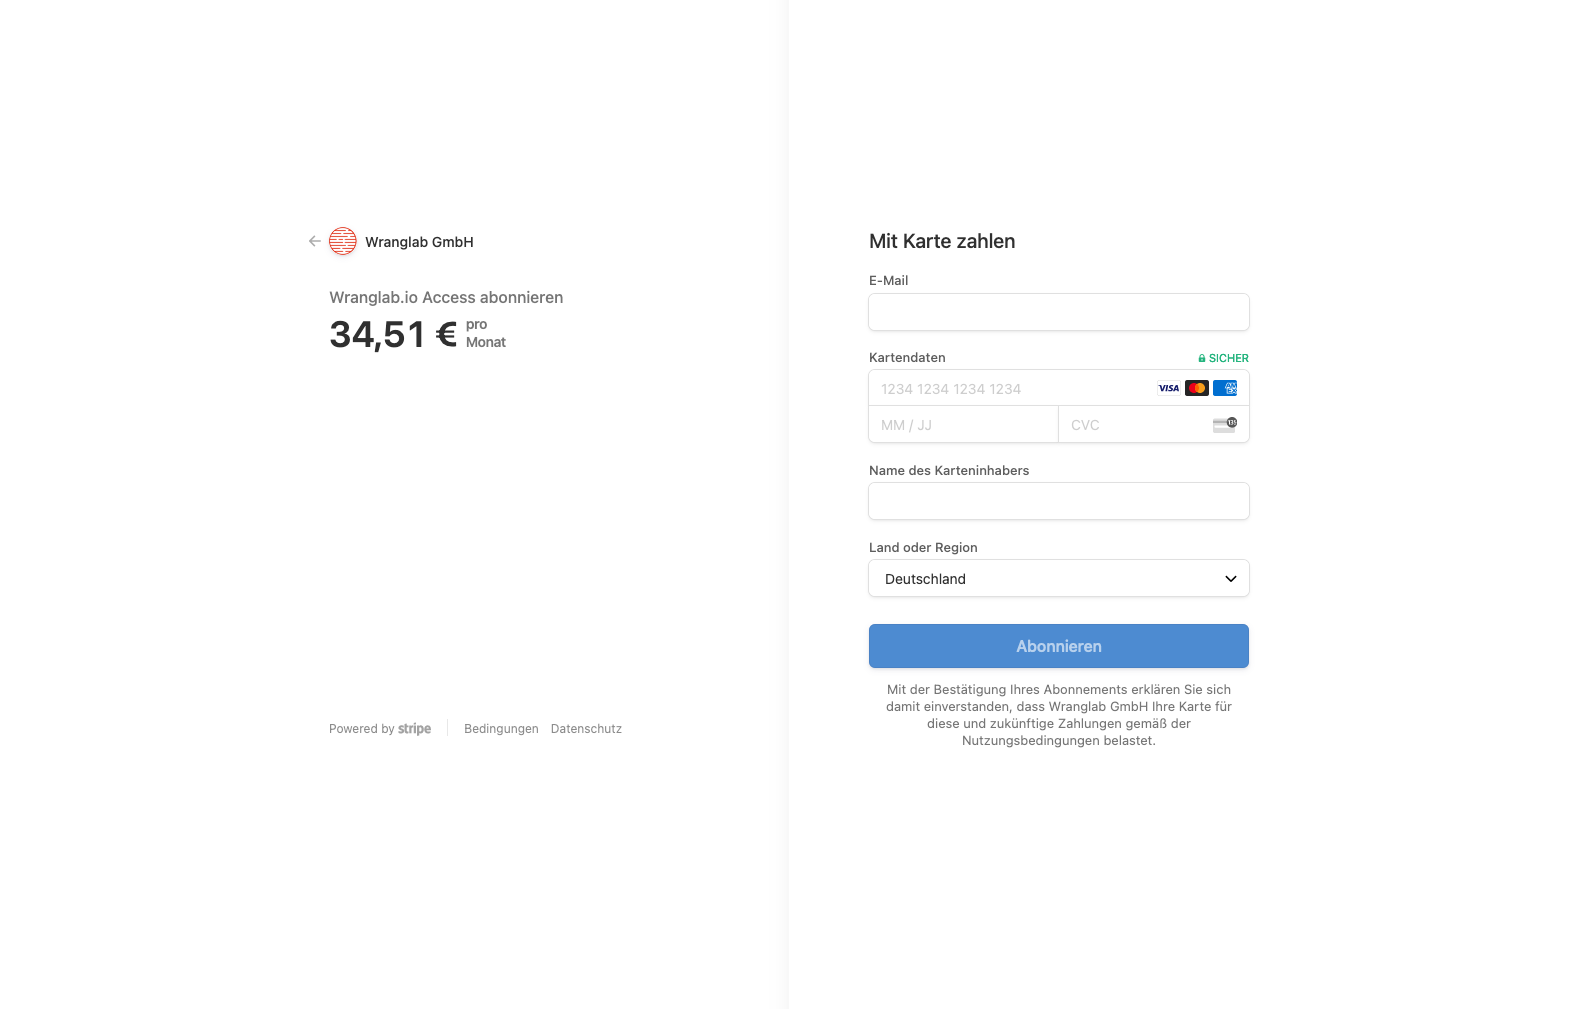 Wranglab GmbH
Wranglab.io Access abonnieren
34,51 €
pro
Monat
Powered by stripe
Bedingungen
Datenschutz
Mit Karte zahlen
E-Mail
Kartendaten
SICHER
1234 1234 1234 1234
VISA
AMEX
MM / JJ
CVC
135
Name des Karteninhabers
Land oder Region
Deutschland
Abonnieren
Mit der Bestätigung Ihres Abonnements erklären Sie sich
damit einverstanden, dass Wranglab GmbH Ihre Karte für
diese und zukünftige Zahlungen gemäß der
Nutzungsbedingungen belastet.